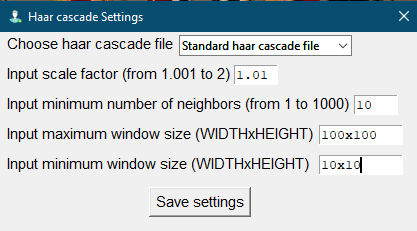 Haar cascade Settings
Choose haar cascade file Standard haar cascade file
Input scale factor (from 1.001 to 2) 1.01
Input minimum number of neighbors (from 1 to 1000) 10
Input maximum window size (WIDTHxHEIGHT) 100x100
Input minimum window size (WIDTHxHEIGHT) 10x10
Save settings